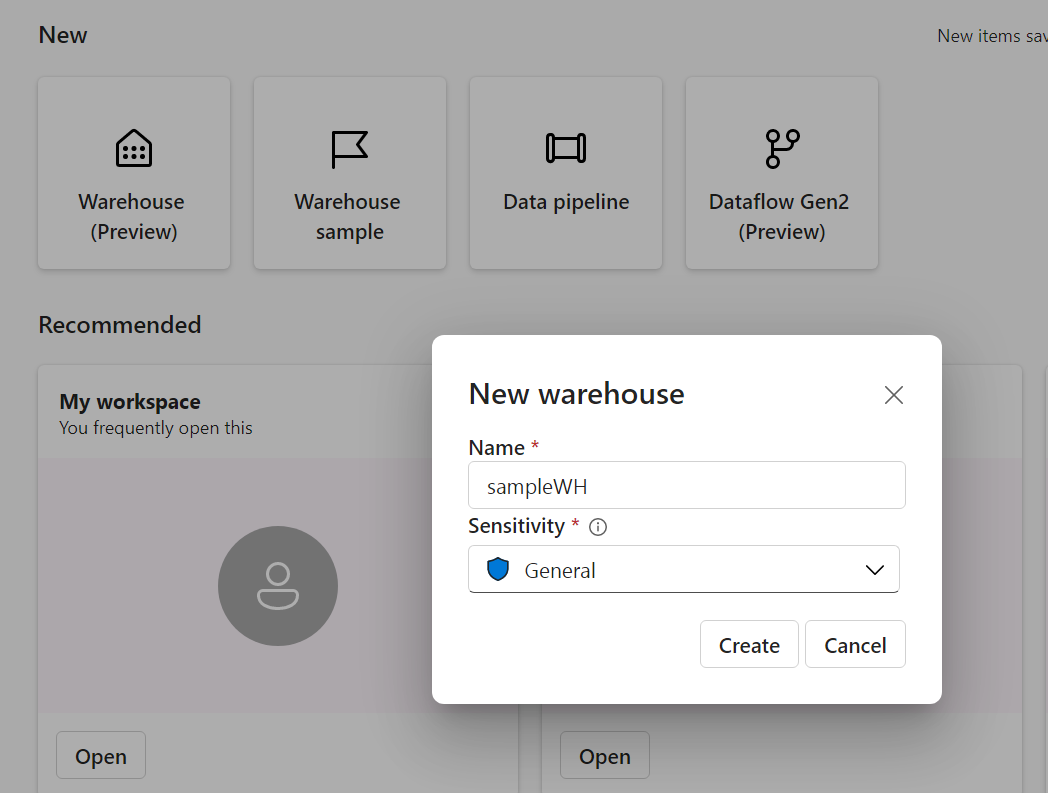 New
New items sav
Warehouse
(Preview)
Warehouse
sample
Data pipeline
Dataflow Gen2
(Preview)
Recommended
My workspace
You frequently open this
Open
Open
New warehouse
Name *
sampleWH
Sensitivity *
General
Create
Cancel